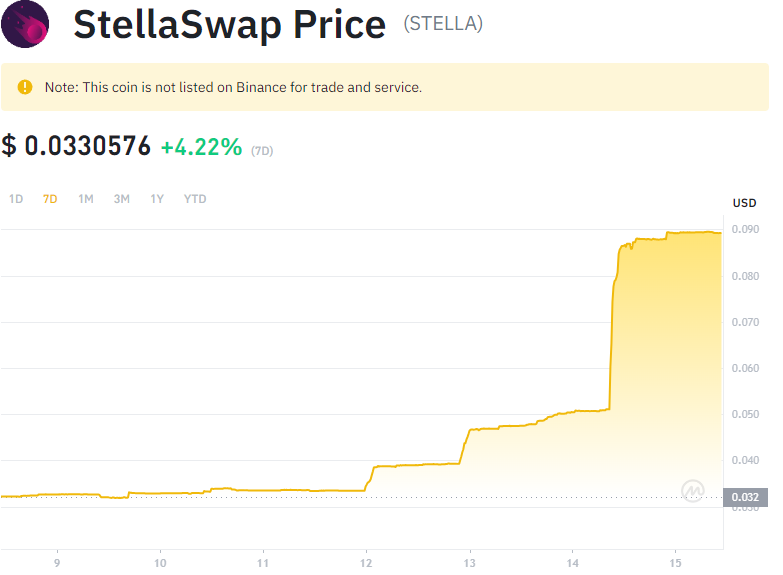 StellaSwap Price (STELLA)
Note: This coin is not listed on Binance for trade and service.
$ 0.0330576 +4.22% (7D)
1D 7D 1M 3M 1Y YTD
USD
0.090
0.080
0.070
0.060
0.050
0.040
0.032
0.030
9 10 11 12 13 14 15